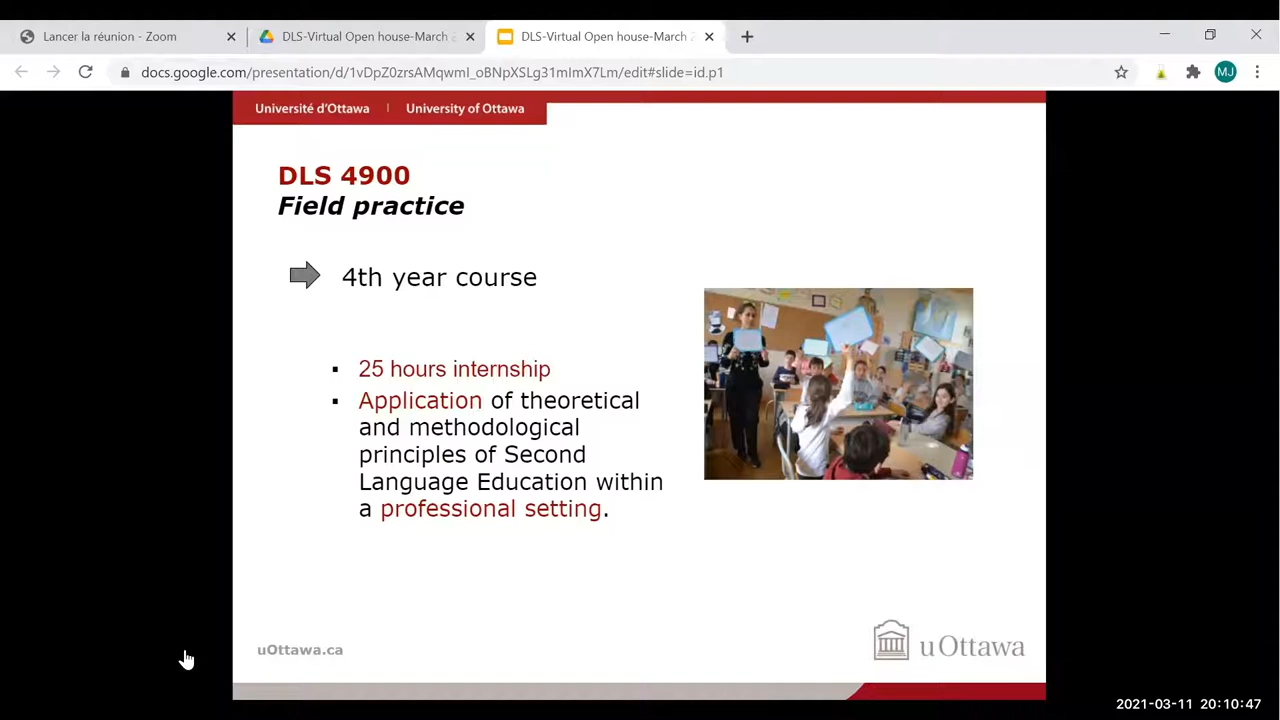 Lancer la réunion - Zoom
DLS-Virtual Open house-March 2
DLS-Virtual Open house-March 2
docs.google.com/presentation/d/1vDpZ0zrsAMqwmI_oBNpXSLg31mImX7Lm/edit#slide=id.p1
MJ
Université d'Ottawa | University of Ottawa
DLS 4900
Field practice
4th year course
▪ 25 hours internship
▪ Application of theoretical
and methodological
principles of Second
Language Education within
a professional setting.
uOttawa.ca
uOttawa
2021-03-11 20:10:47